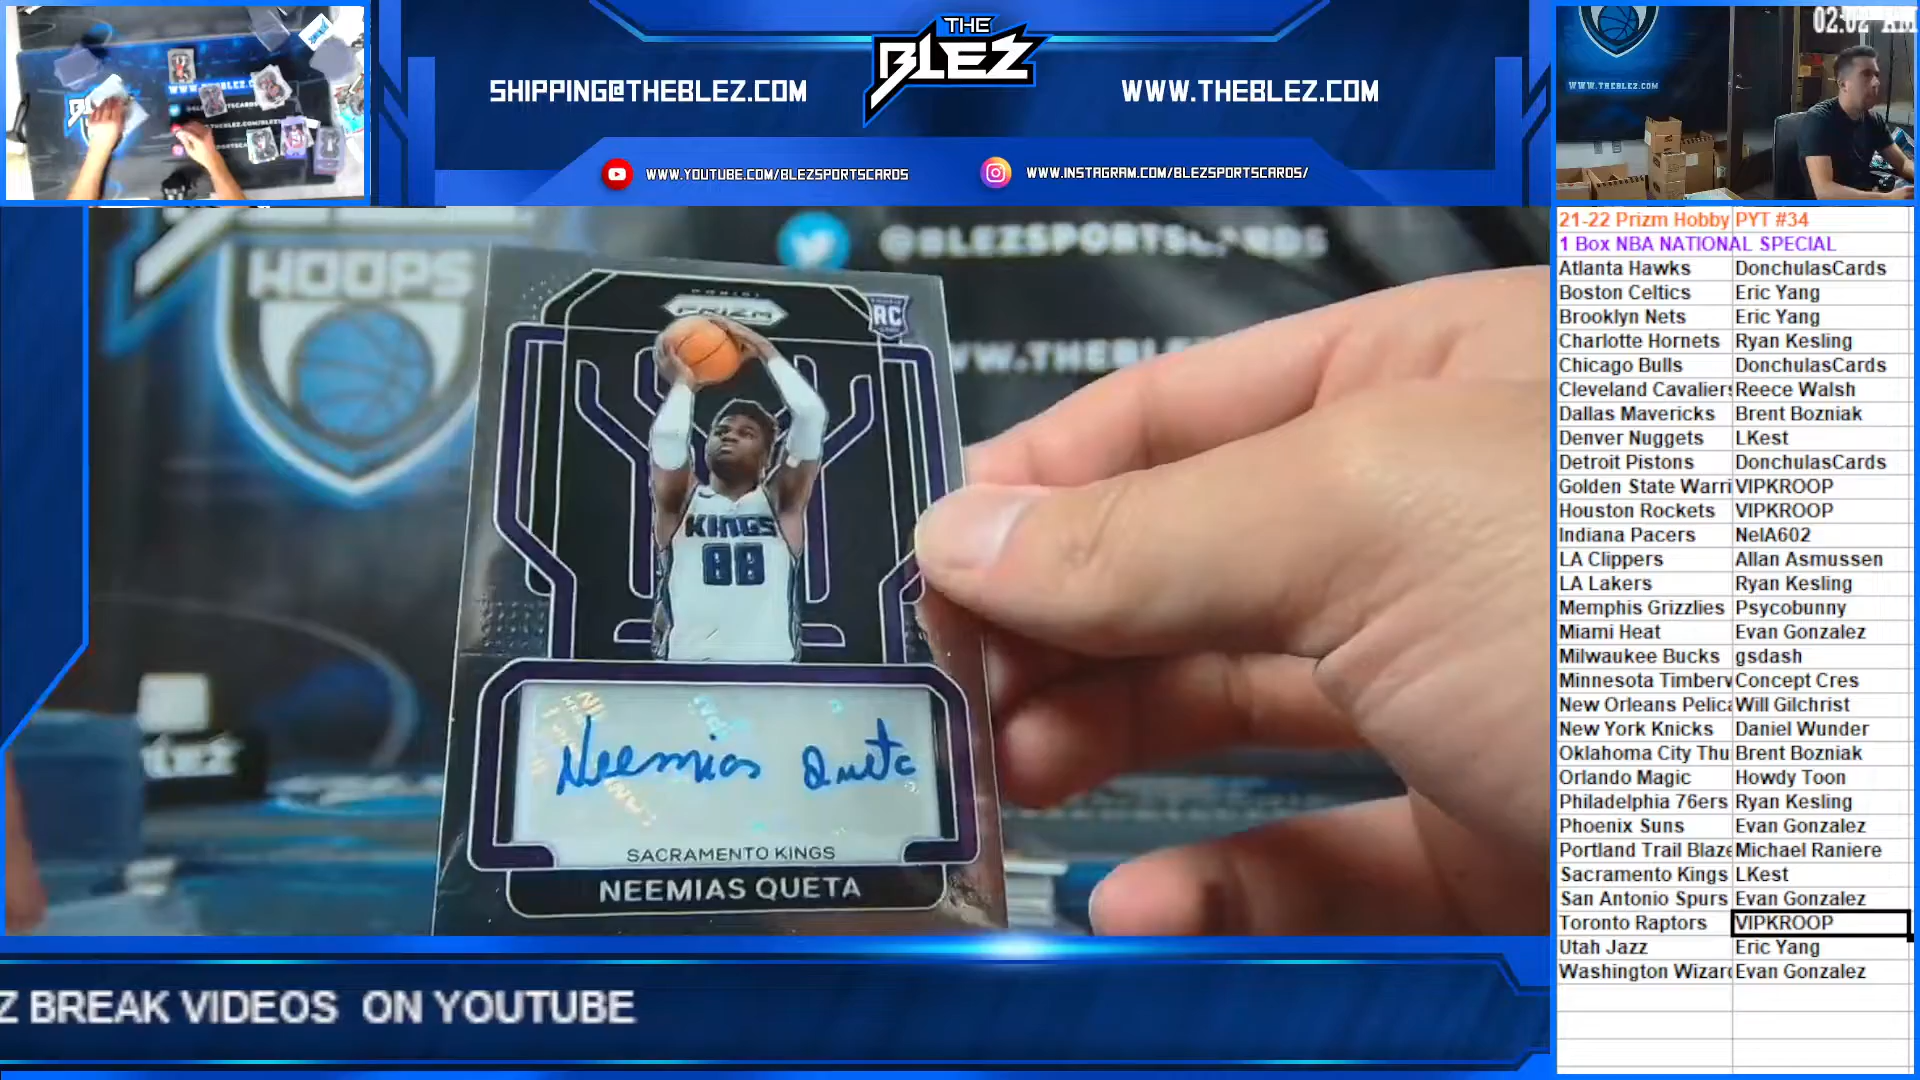 THE
BLEZ
SHIPPING@THEBLEZ.COM
WWW.THEBLEZ.COM
WWW.YOUTUBE.COM/BLEZSPORTSCARDS
WWW.INSTAGRAM.COM/BLEZSPORTSCARDS/
02:02 AM
WWW.THEBLEZ.COM
HOOPS
@BLEZSPORTSCARDS
PANINI
PRIZM
RC
KINGS
88
Neemias Queta
SACRAMENTO KINGS
NEEMIAS QUETA
Z BREAK VIDEOS ON YOUTUBE
21-22 Prizm Hobby PYT #34
1 Box NBA NATIONAL SPECIAL
Atlanta Hawks DonchulasCards
Boston Celtics Eric Yang
Brooklyn Nets Eric Yang
Charlotte Hornets Ryan Kesling
Chicago Bulls DonchulasCards
Cleveland Cavaliers Reece Walsh
Dallas Mavericks Brent Bozniak
Denver Nuggets LKest
Detroit Pistons DonchulasCards
Golden State Warri VIPKROOP
Houston Rockets VIPKROOP
Indiana Pacers NelA602
LA Clippers Allan Asmussen
LA Lakers Ryan Kesling
Memphis Grizzlies Psycobunny
Miami Heat Evan Gonzalez
Milwaukee Bucks gsdash
Minnesota Timberw Concept Cres
New Orleans Pelica Will Gilchrist
New York Knicks Daniel Wunder
Oklahoma City Thu Brent Bozniak
Orlando Magic Howdy Toon
Philadelphia 76ers Ryan Kesling
Phoenix Suns Evan Gonzalez
Portland Trail Blaze Michael Raniere
Sacramento Kings LKest
San Antonio Spurs Evan Gonzalez
Toronto Raptors VIPKROOP
Utah Jazz Eric Yang
Washington Wizard Evan Gonzalez